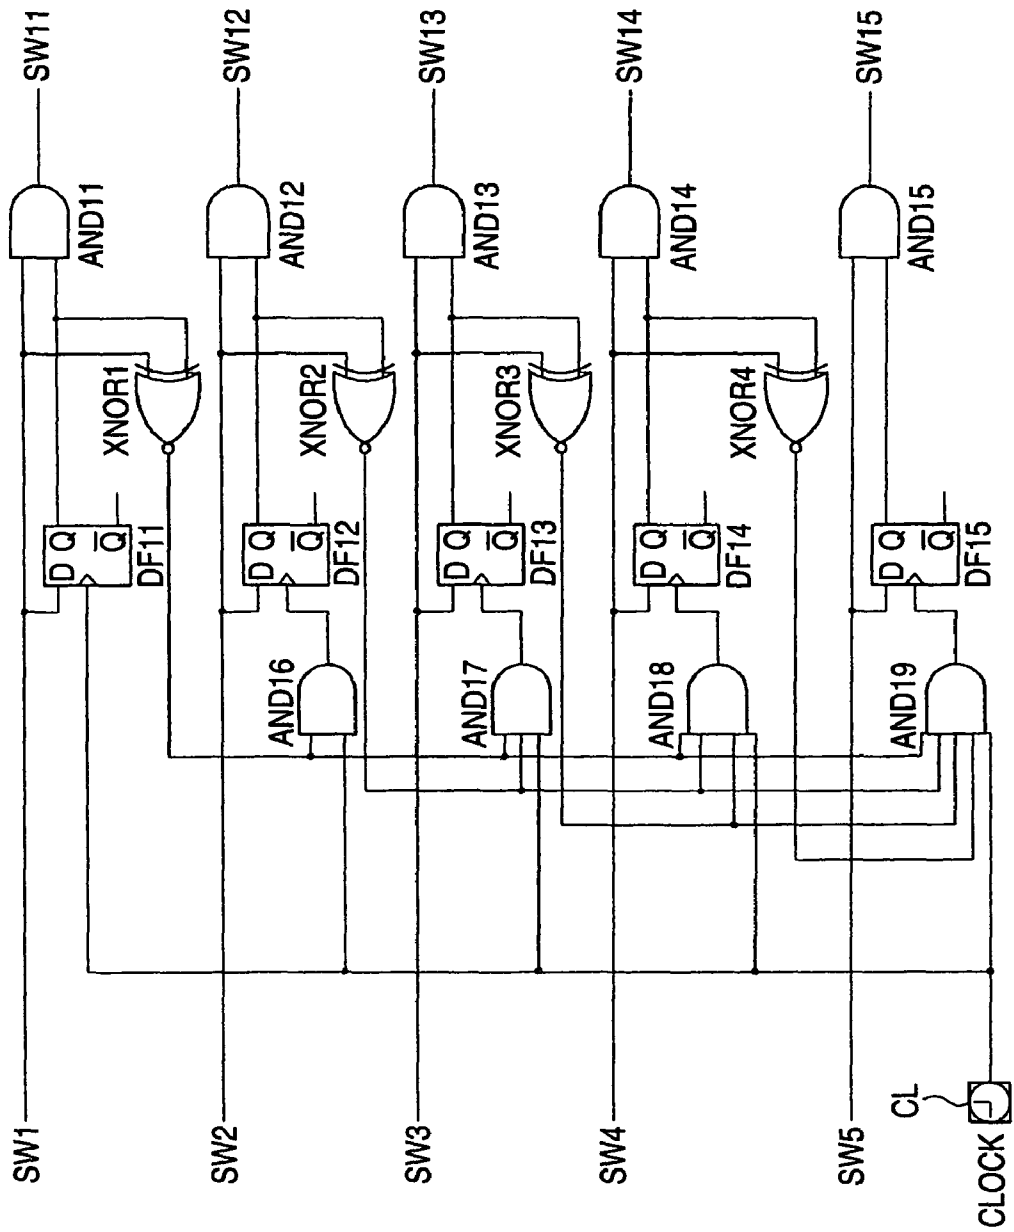 SW11
SW12
SW13
SW14
SW15
AND11
AND12
AND13
AND14
AND15
XNOR1
XNOR2
XNOR3
XNOR4
D Q
Q
DF11
D Q
Q
DF12
D Q
Q
DF13
D Q
Q
DF14
D Q
Q
DF15
AND16
AND17
AND18
AND19
SW1
SW2
SW3
SW4
SW5
CL
CLOCK